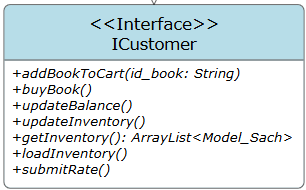 <<Interface>>
ICustomer
+addBookToCart(id_book: String)
+buyBook()
+updateBalance()
+updateInventory()
+getInventory(): ArrayList<Model_Sach>
+loadInventory()
+submitRate()